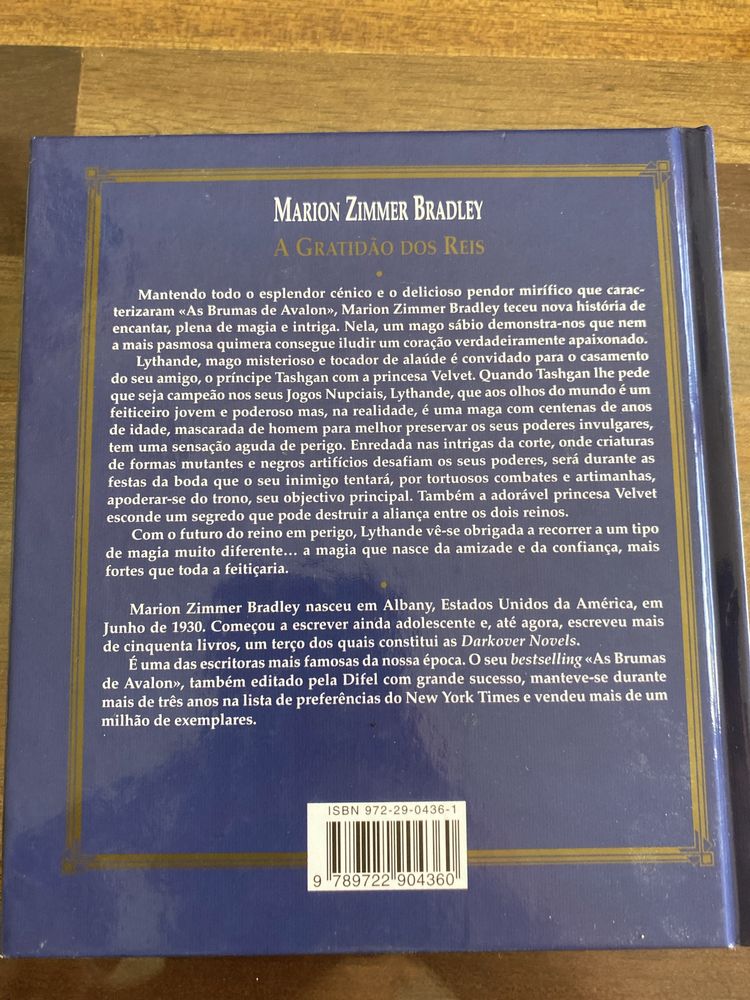 MARION ZIMMER BRADLEY
A GRATIDÃO DOS REIS
Mantendo todo o esplendor cénico e o delicioso pendor mirífico que carac-
terizaram «As Brumas de Avalon», Marion Zimmer Bradley teceu nova história de
encantar, plena de magia e intriga. Nela, um mago sábio demonstra-nos que nem
a mais pasmosa quimera consegue iludir um coração verdadeiramente apaixonado.
Lythande, mago misterioso e tocador de alaúde é convidado para o casamento
do seu amigo, o príncipe Tashgan com a princesa Velvet. Quando Tashgan lhe pede
que seja campeão nos seus Jogos Nupciais, Lythande, que aos olhos do mundo é um
feiticeiro jovem e poderoso mas, na realidade, é uma maga com centenas de anos
de idade, mascarada de homem para melhor preservar os seus poderes invulgares,
tem uma sensação aguda de perigo. Enredada nas intrigas da corte, onde criaturas
de formas mutantes e negros artifícios desafiam os seus poderes, será durante as
festas da boda que o seu inimigo tentará, por tortuosos combates e artimanhas,
apoderar-se do trono, seu objectivo principal. Também a adorável princesa Velvet
esconde um segredo que pode destruir a aliança entre os dois reinos.
Com o futuro do reino em perigo, Lythande vê-se obrigada a recorrer a um tipo
de magia muito diferente... a magia que nasce da amizade e da confiança, mais
fortes que toda a feitiçaria.
Marion Zimmer Bradley nasceu em Albany, Estados Unidos da América, em
Junho de 1930. Começou a escrever ainda adolescente e, até agora, escreveu mais
de cinquenta livros, um terço dos quais constitui as Darkover Novels.
É uma das escritoras mais famosas da nossa época. O seu bestselling «As Brumas
de Avalon», também editado pela Difel com grande sucesso, manteve-se durante
mais de três anos na lista de preferências do New York Times e vendeu mais de um
milhão de exemplares.
ISBN 972-29-0436-1
9 789722 904360